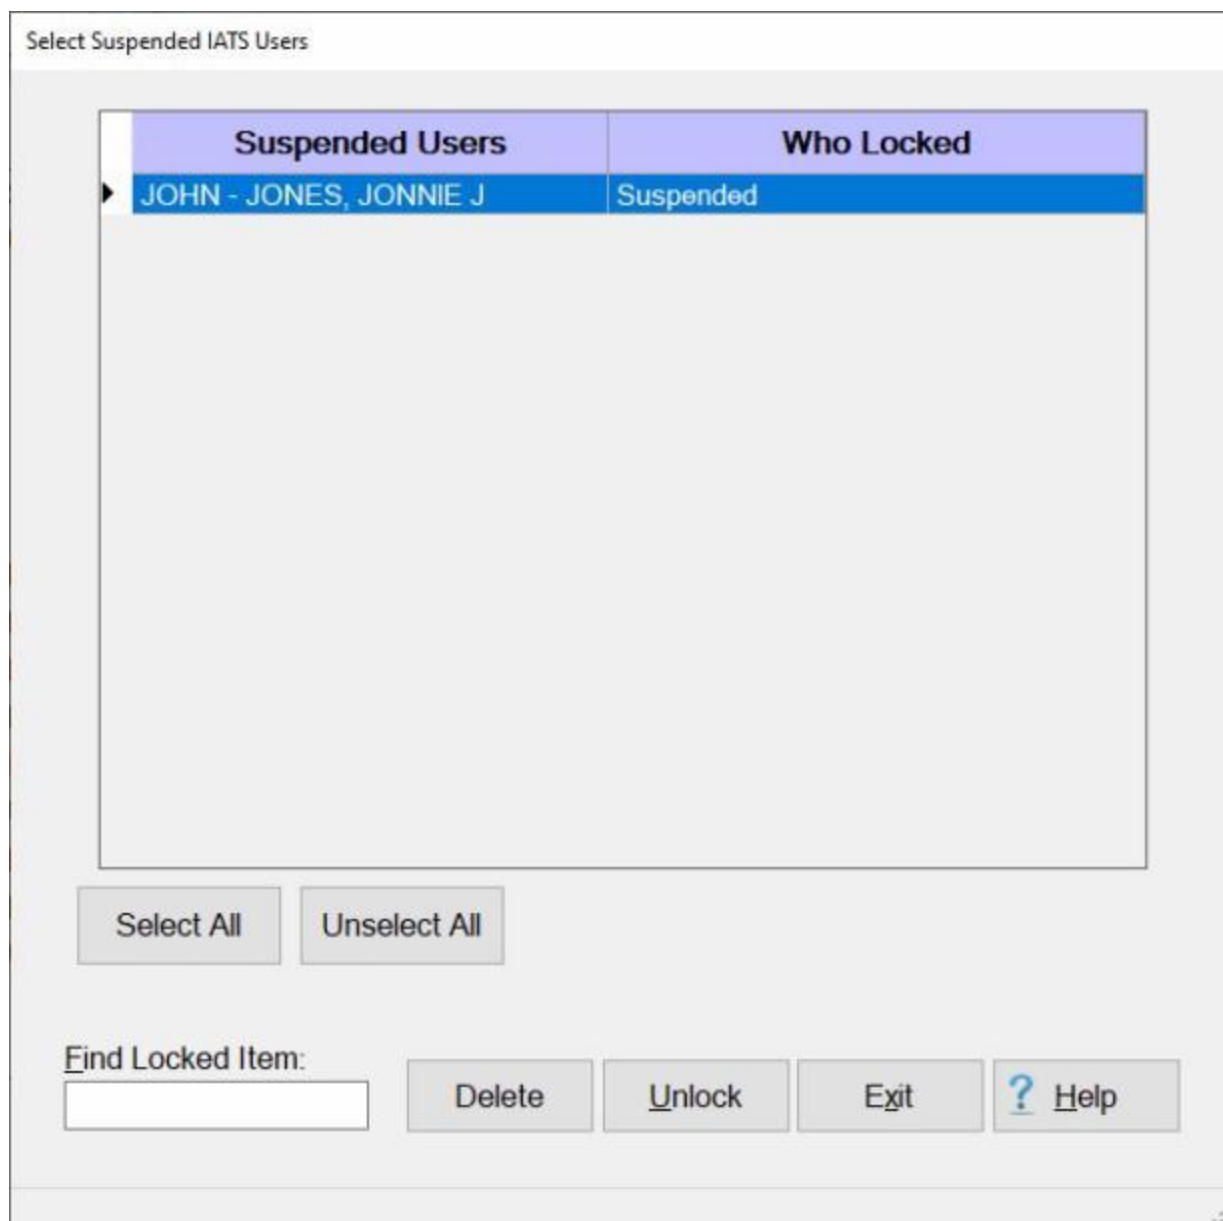 Select Suspended IATS Users
Suspended Users Who Locked
JOHN - JONES, JONNIE J Suspended
Select All Unselect All
Find Locked Item:
Delete Unlock Exit ? Help